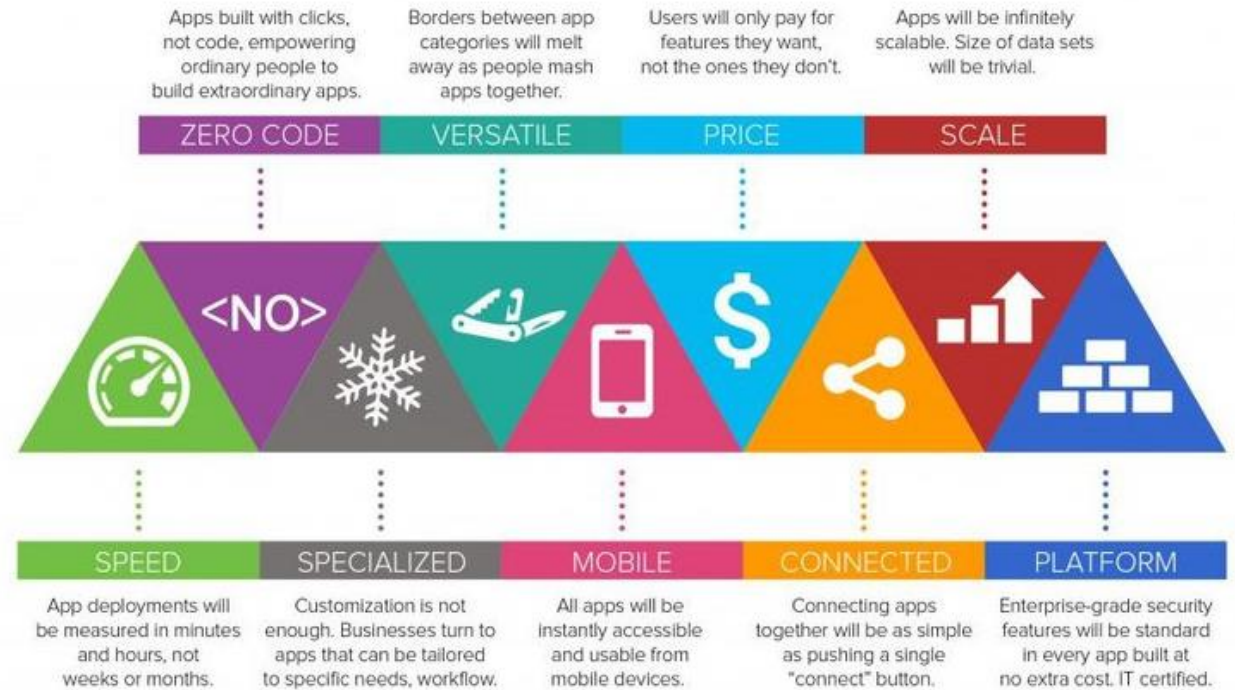 Apps built with clicks,
not code, empowering
ordinary people to
build extraordinary apps.
Borders between app
categories will melt
away as people mash
apps together.
Users will only pay for
features they want,
not the ones they don't.
Apps will be infinitely
scalable. Size of data sets
will be trivial.
ZERO CODE
VERSATILE
PRICE
SCALE
<NO>
$
SPEED
SPECIALIZED
MOBILE
CONNECTED
PLATFORM
App deployments will
be measured in minutes
and hours, not
weeks or months.
Customization is not
enough. Businesses turn to
apps that can be tailored
to specific needs, workflow.
All apps will be
instantly accessible
and usable from
mobile devices.
Connecting apps
together will be as simple
as pushing a single
"connect" button.
Enterprise-grade security
features will be standard
in every app built at
no extra cost. IT certified.